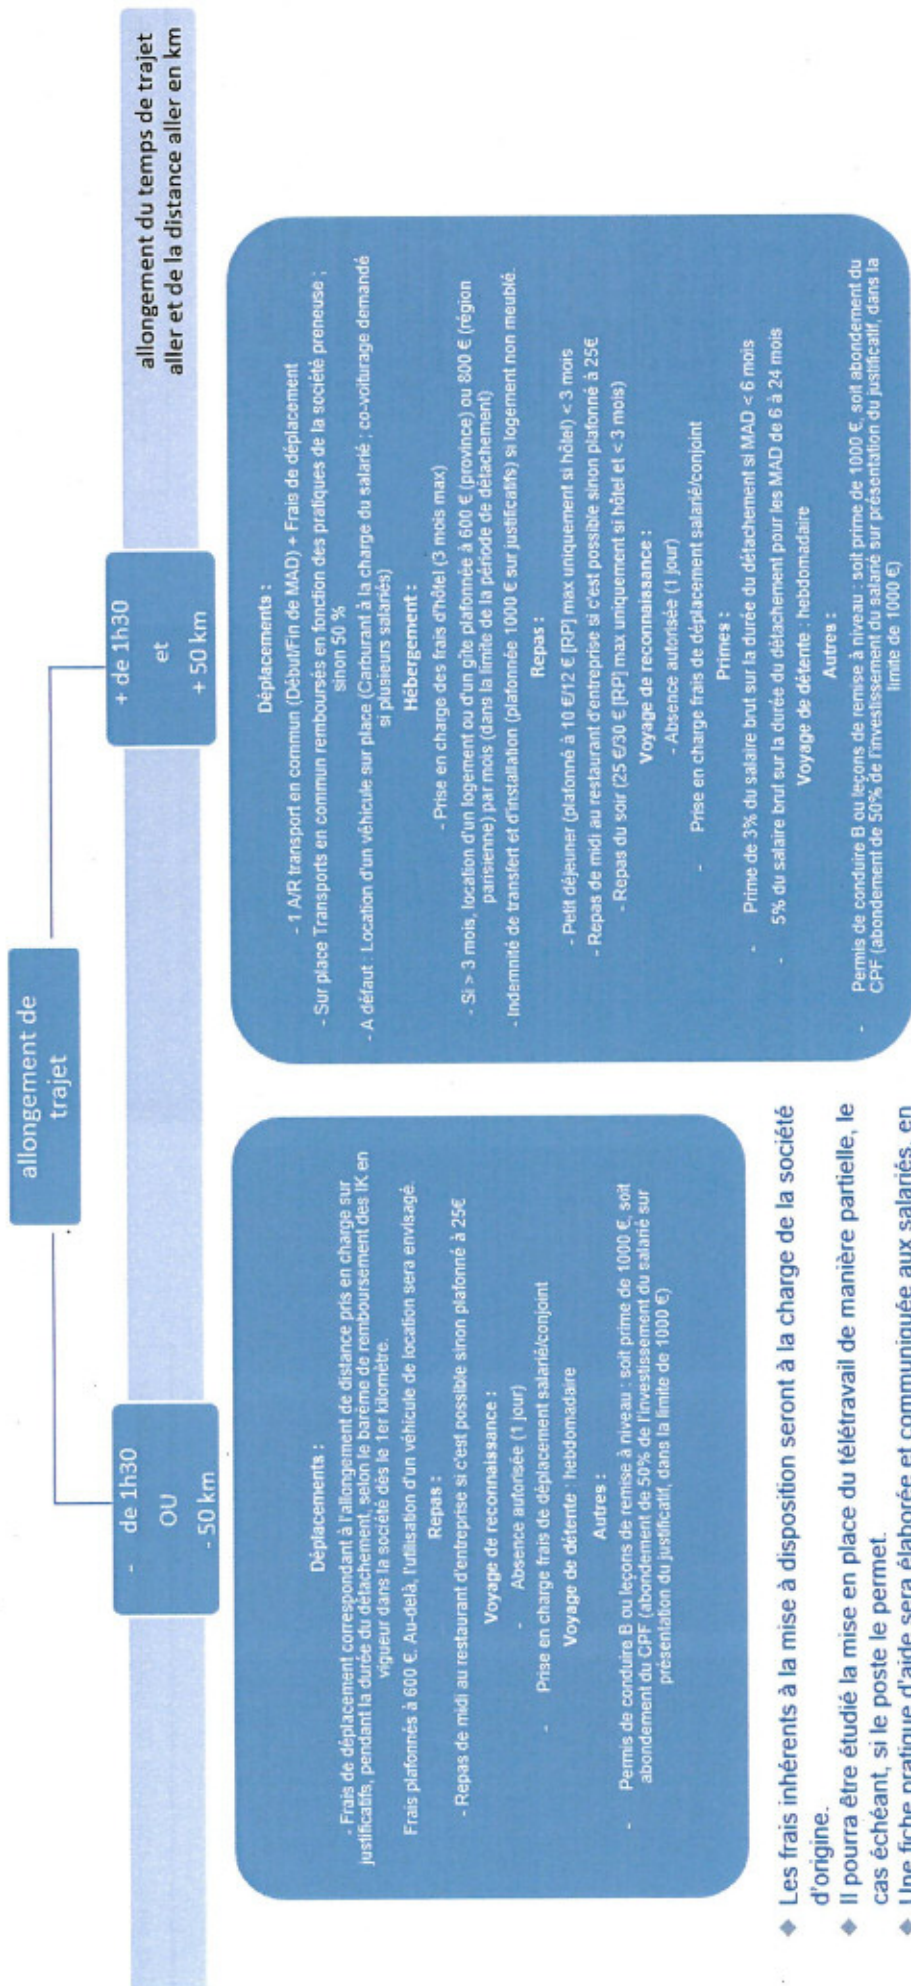 allongement de
trajet
- de 1h30
OU
- 50 km
+ de 1h30
et
+ 50 km
allongement du temps de trajet
aller et de la distance aller en km
Déplacements :
- Frais de déplacement correspondant à l'allongement de distance pris en charge sur
justificatifs, pendant la durée du détachement, selon le barème de remboursement des IK en
vigueur dans la société dès le 1er kilomètre.
Frais plafonnés à 600 €. Au-delà, l'utilisation d'un véhicule de location sera envisagé.
Repas :
- Repas de midi au restaurant d'entreprise si c'est possible sinon plafonné à 25€
Voyage de reconnaissance :
- Absence autorisée (1 jour)
- Prise en charge frais de déplacement salarié/conjoint
Voyage de détente : hebdomadaire
Autres :
- Permis de conduire B ou leçons de remise à niveau : soit prime de 1000 €, soit
abondement du CPF (abondement de 50% de l'investissement du salarié sur
présentation du justificatif, dans la limite de 1000 €)
Déplacements :
- 1 A/R transport en commun (Début/Fin de MAD) + Frais de déplacement
- Sur place Transports en commun remboursés en fonction des pratiques de la société preneuse ;
sinon 50 %
- A défaut : Location d'un véhicule sur place (Carburant à la charge du salarié ; co-voiturage demandé
si plusieurs salariés)
Hébergement :
- Prise en charge des frais d'hôtel (3 mois max)
- Si > 3 mois, location d'un logement ou d'un gîte plafonnée à 600 € (province) ou 800 € (région
parisienne) par mois (dans la limite de la période de détachement)
- Indemnité de transfert et d'installation (plafonnée 1000 € sur justificatifs) si logement non meublé.
Repas :
- Petit déjeuner (plafonné à 10 €/12 € [RP] max uniquement si hôtel) < 3 mois
- Repas de midi au restaurant d'entreprise si c'est possible sinon plafonné à 25€
- Repas du soir (25 €/30 € [RP] max uniquement si hôtel et < 3 mois)
Voyage de reconnaissance :
- Absence autorisée (1 jour)
- Prise en charge frais de déplacement salarié/conjoint
Primes :
- Prime de 3% du salaire brut sur la durée du détachement si MAD < 6 mois
- 5% du salaire brut sur la durée du détachement pour les MAD de 6 à 24 mois
Voyage de détente : hebdomadaire
Autres :
- Permis de conduire B ou leçons de remise à niveau : soit prime de 1000 €, soit abondement du
CPF (abondement de 50% de l'investissement du salarié sur présentation du justificatif, dans la
limite de 1000 €)
◆ Les frais inhérents à la mise à disposition seront à la charge de la société
d'origine.
◆ Il pourra être étudié la mise en place du télétravail de manière partielle, le
cas échéant, si le poste le permet.
◆ Une fiche pratique d'aide sera élaborée et communiquée aux salariés, en